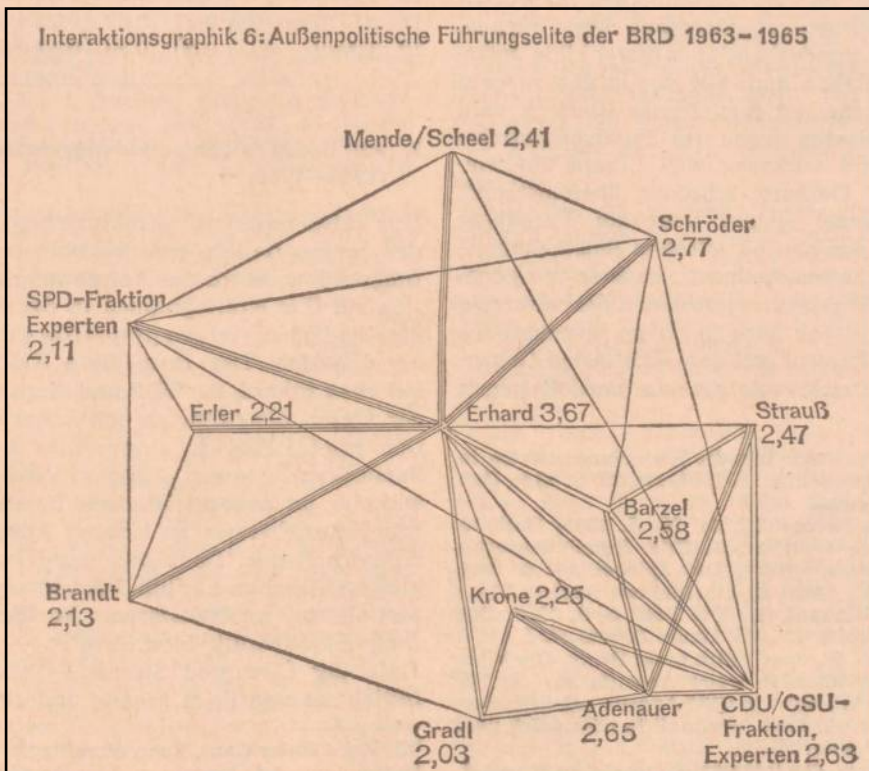 Interaktionsgraphik 6: Außenpolitische Führungselite der BRD 1963–1965
Mende/Scheel 2,41
Schröder
2,77
SPD-Fraktion
Experten
2,11
Erler 2,21
Erhard 3,67
Strauß
2,47
Barzel
2,58
Krone 2,25
Brandt
2,13
Gradl
2,03
Adenauer
2,65
CDU/CSU-
Fraktion,
Experten 2,63